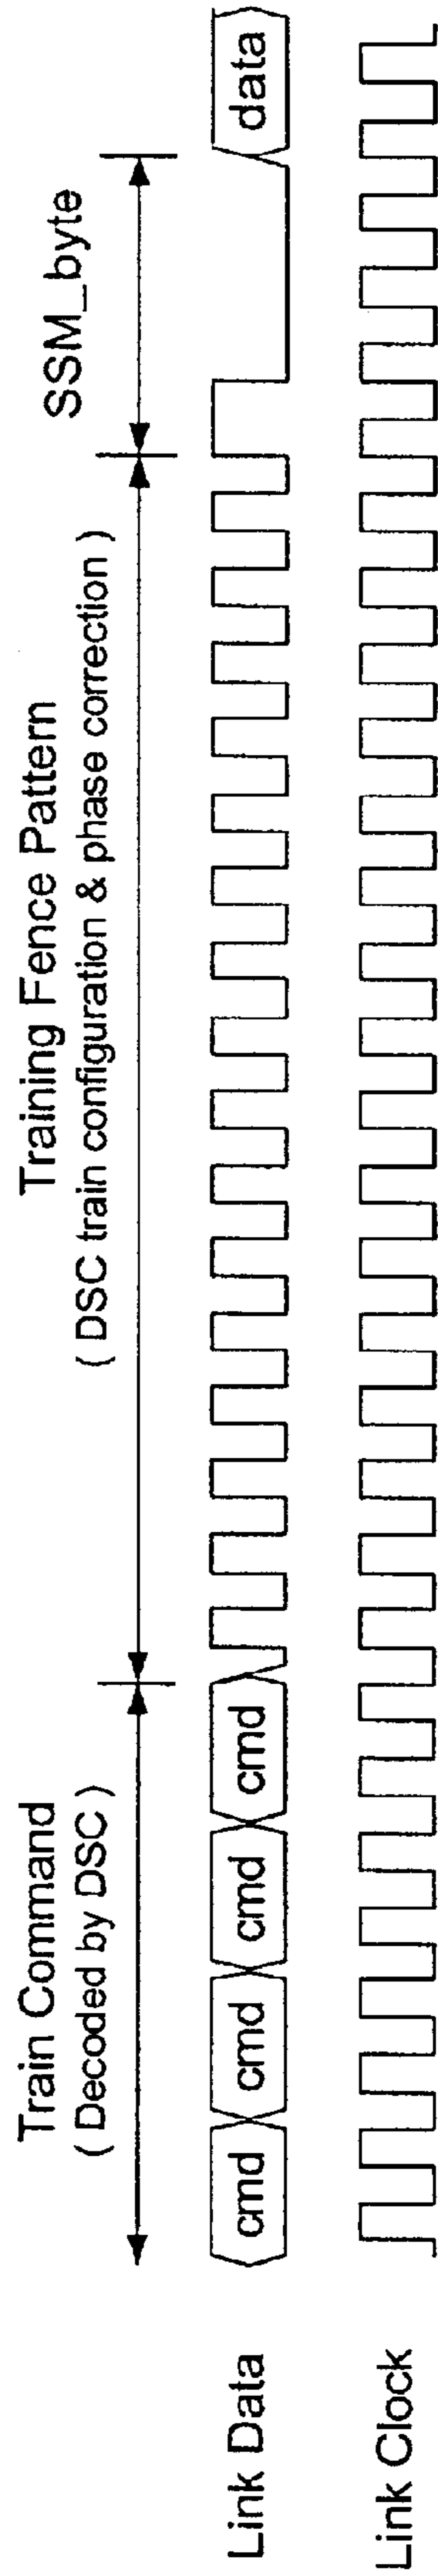 Train Command
( Decoded by DSC )
Training Fence Pattern
( DSC train configuration & phase correction )
SSM_byte
Link Data
cmd
cmd
cmd
cmd
data
Link Clock